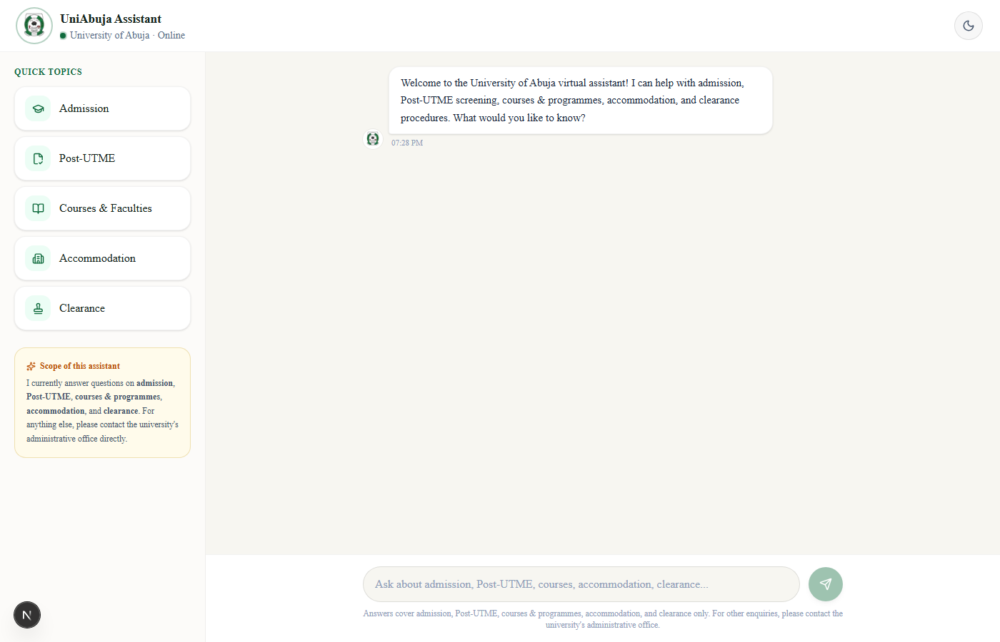 UniAbuja Assistant
University of Abuja · Online
QUICK TOPICS
Admission
Post-UTME
Courses & Faculties
Accommodation
Clearance
Scope of this assistant
I currently answer questions on admission,
Post-UTME, courses & programmes,
accommodation, and clearance. For
anything else, please contact the university's
administrative office directly.
N
Welcome to the University of Abuja virtual assistant! I can help with admission,
Post-UTME screening, courses & programmes, accommodation, and clearance
procedures. What would you like to know?
07:28 PM
Ask about admission, Post-UTME, courses, accommodation, clearance...
Answers cover admission, Post-UTME, courses & programmes, accommodation, and clearance only. For other enquiries, please contact the
university's administrative office.